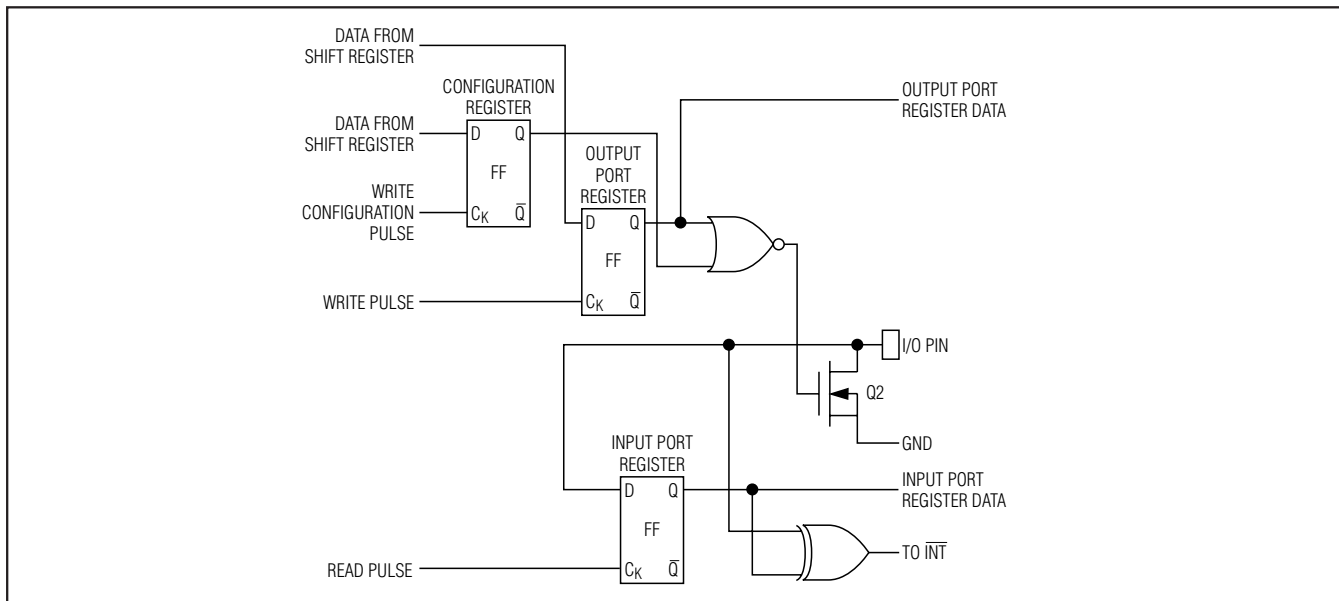 DATA FROM
SHIFT REGISTER
CONFIGURATION
REGISTER
DATA FROM
SHIFT REGISTER
D Q
FF
CK Q̅
WRITE
CONFIGURATION
PULSE
OUTPUT
PORT
REGISTER
D Q
FF
CK Q̅
WRITE PULSE
OUTPUT PORT
REGISTER DATA
I/O PIN
Q2
GND
INPUT PORT
REGISTER
D Q
FF
CK Q̅
READ PULSE
INPUT PORT
REGISTER DATA
TO I̅N̅T̅